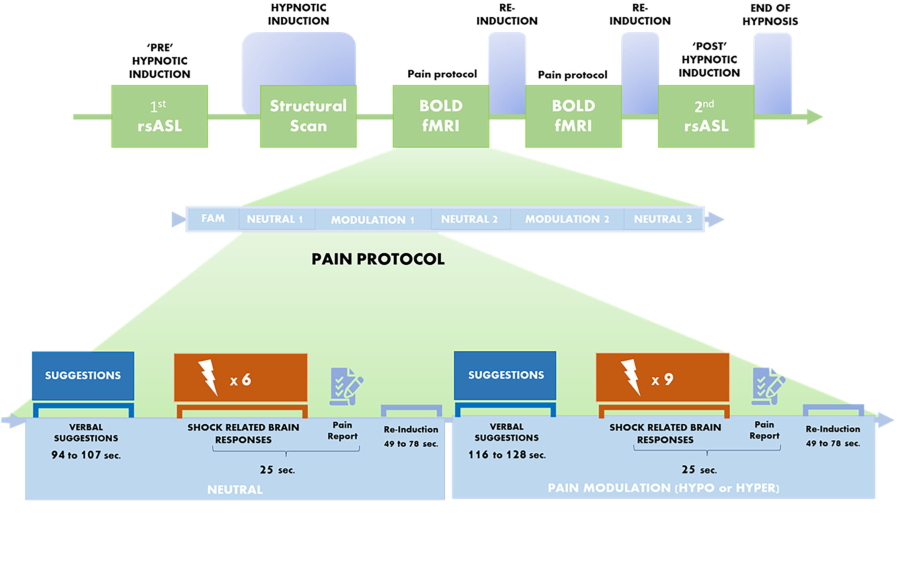 HYPNOTIC
INDUCTION
RE-
INDUCTION
RE-
INDUCTION
END OF
HYPNOSIS
‘PRE’
HYPNOTIC
INDUCTION
Pain protocol
Pain protocol
‘POST’
HYPNOTIC
INDUCTION
1st
rsASL
Structural
Scan
BOLD
fMRI
BOLD
fMRI
2nd
rsASL
FAM NEUTRAL 1 MODULATION 1 NEUTRAL 2 MODULATION 2 NEUTRAL 3
PAIN PROTOCOL
SUGGESTIONS
x 6
SUGGESTIONS
x 9
VERBAL
SUGGESTIONS
94 to 107 sec.
SHOCK RELATED BRAIN
RESPONSES
Pain
Report
Re-Induction
49 to 78 sec.
25 sec.
NEUTRAL
VERBAL
SUGGESTIONS
116 to 128 sec.
SHOCK RELATED BRAIN
RESPONSES
Pain
Report
Re-Induction
49 to 78 sec.
25 sec.
PAIN MODULATION (HYPO or HYPER)